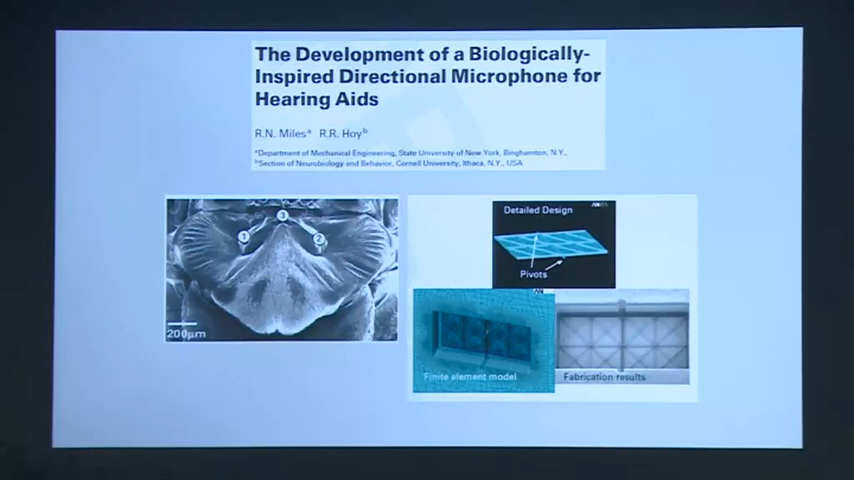 The Development of a Biologically-
Inspired Directional Microphone for
Hearing Aids
R.N. Miles^a R.R. Hoy^b
^aDepartment of Mechanical Engineering, State University of New York, Binghamton, N.Y.,
^bSection of Neurobiology and Behavior, Cornell University, Ithaca, N.Y., USA
3
1
2
200μm
Detailed Design
Pivots
Finite element model
Fabrication results